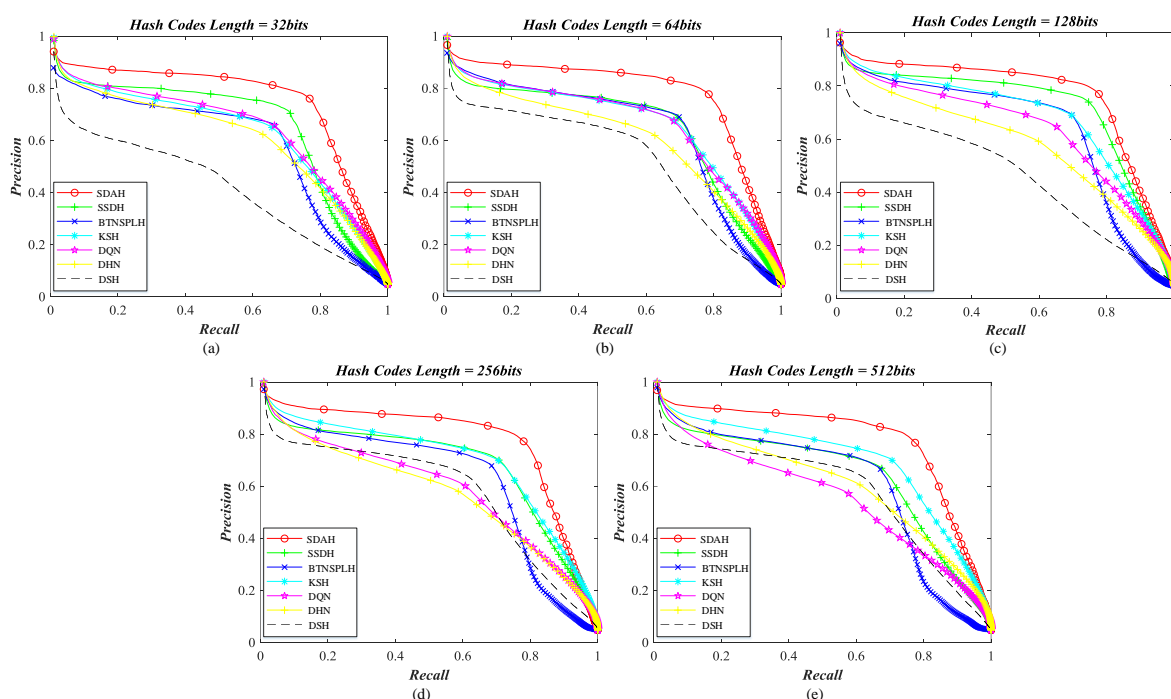 Hash Codes Length = 32bits
Precision
1
0.8
0.6
0.4
0.2
0
SDAH
SSDH
BTNSPLH
KSH
DQN
DHN
DSH
0 0.2 0.4 0.6 0.8 1
Recall
(a)
Hash Codes Length = 64bits
Precision
1
0.8
0.6
0.4
0.2
0
SDAH
SSDH
BTNSPLH
KSH
DQN
DHN
DSH
0 0.2 0.4 0.6 0.8 1
Recall
(b)
Hash Codes Length = 128bits
Precision
1
0.8
0.6
0.4
0.2
0
SDAH
SSDH
BTNSPLH
KSH
DQN
DHN
DSH
0 0.2 0.4 0.6 0.8
Recall
(c)
Hash Codes Length = 256bits
Precision
1
0.8
0.6
0.4
0.2
0
SDAH
SSDH
BTNSPLH
KSH
DQN
DHN
DSH
0 0.2 0.4 0.6 0.8 1
Recall
(d)
Hash Codes Length = 512bits
Precision
1
0.8
0.6
0.4
0.2
0
SDAH
SSDH
BTNSPLH
KSH
DQN
DHN
DSH
0 0.2 0.4 0.6 0.8 1
Recall
(e)